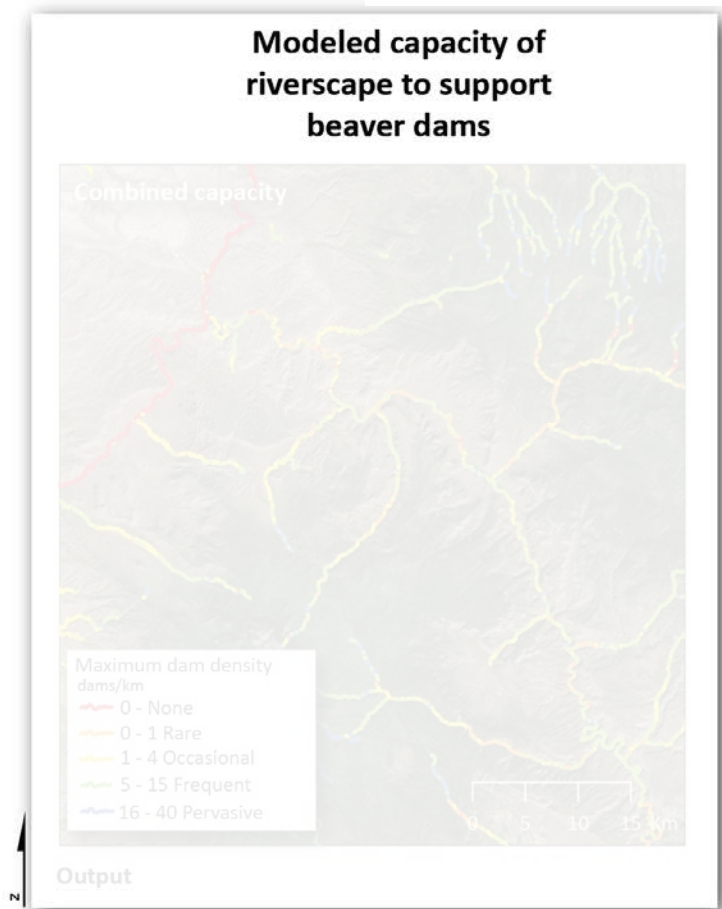 Modeled capacity of
riverscape to support
beaver dams
Combined capacity
Maximum dam density
dams/km
0 - None
0 - 1 Rare
1 - 4 Occasional
5 - 15 Frequent
16 - 40 Pervasive
0 5 10 15 Km
Output
N